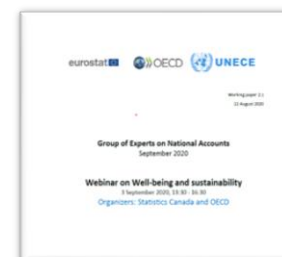 eurostat OECD UNECE
Working paper 2.1
12 August 2020
Group of Experts on National Accounts
September 2020
Webinar on Well-being and sustainability
3 September 2020, 13:30 - 16:30
Organizers: Statistics Canada and OECD